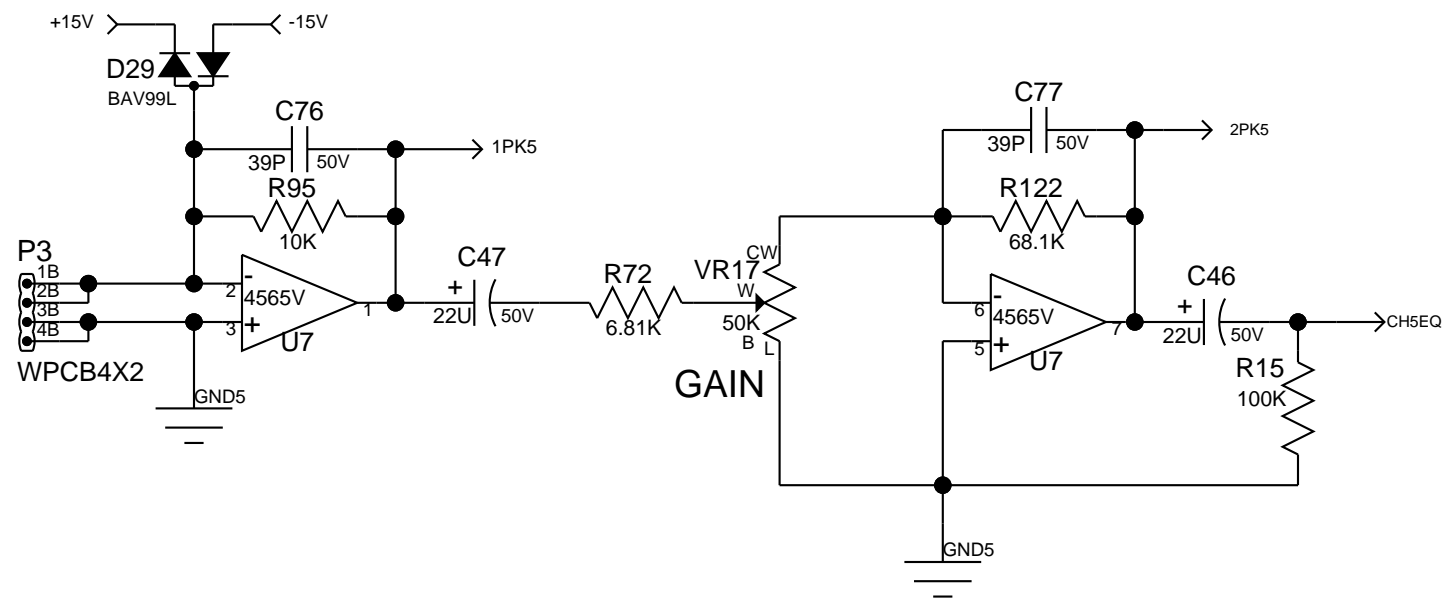 +15V
-15V
D29
BAV99L
C76
39P
50V
1PK5
R95
10K
P3
1B
2B
3B
4B
WPCB4X2
2
-
4565V
3
+
1
U7
GND5
C47
+
22U
50V
R72
6.81K
CW
VR17
W
50K
B
L
GAIN
C77
39P
50V
2PK5
R122
68.1K
6
-
4565V
5
+
7
U7
GND5
C46
+
22U
50V
CH5EQ
R15
100K